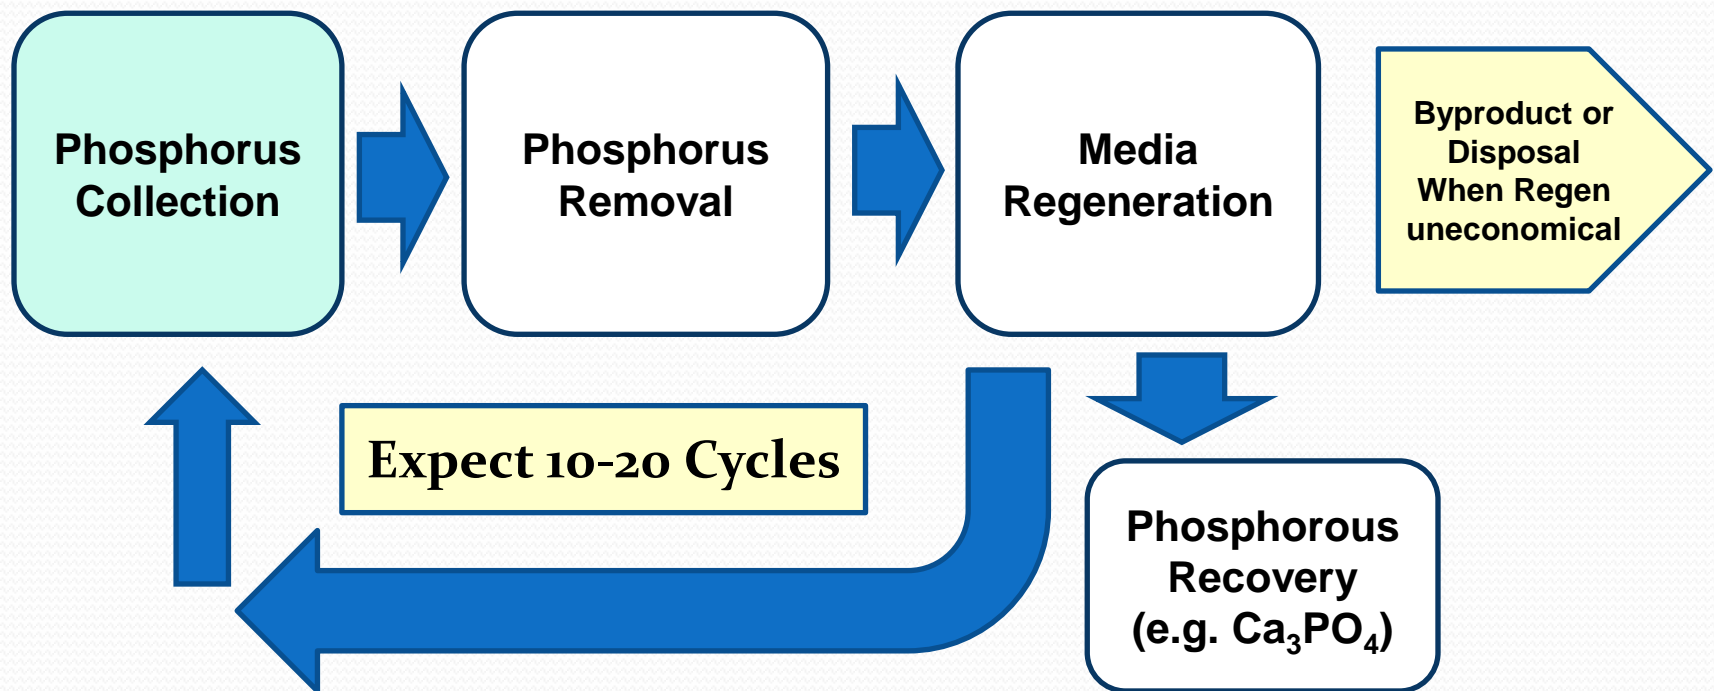 Phosphorus
Collection
Phosphorus
Removal
Media
Regeneration
Byproduct or
Disposal
When Regen
uneconomical
Expect 10-20 Cycles
Phosphorous
Recovery
(e.g. Ca₃PO₄)